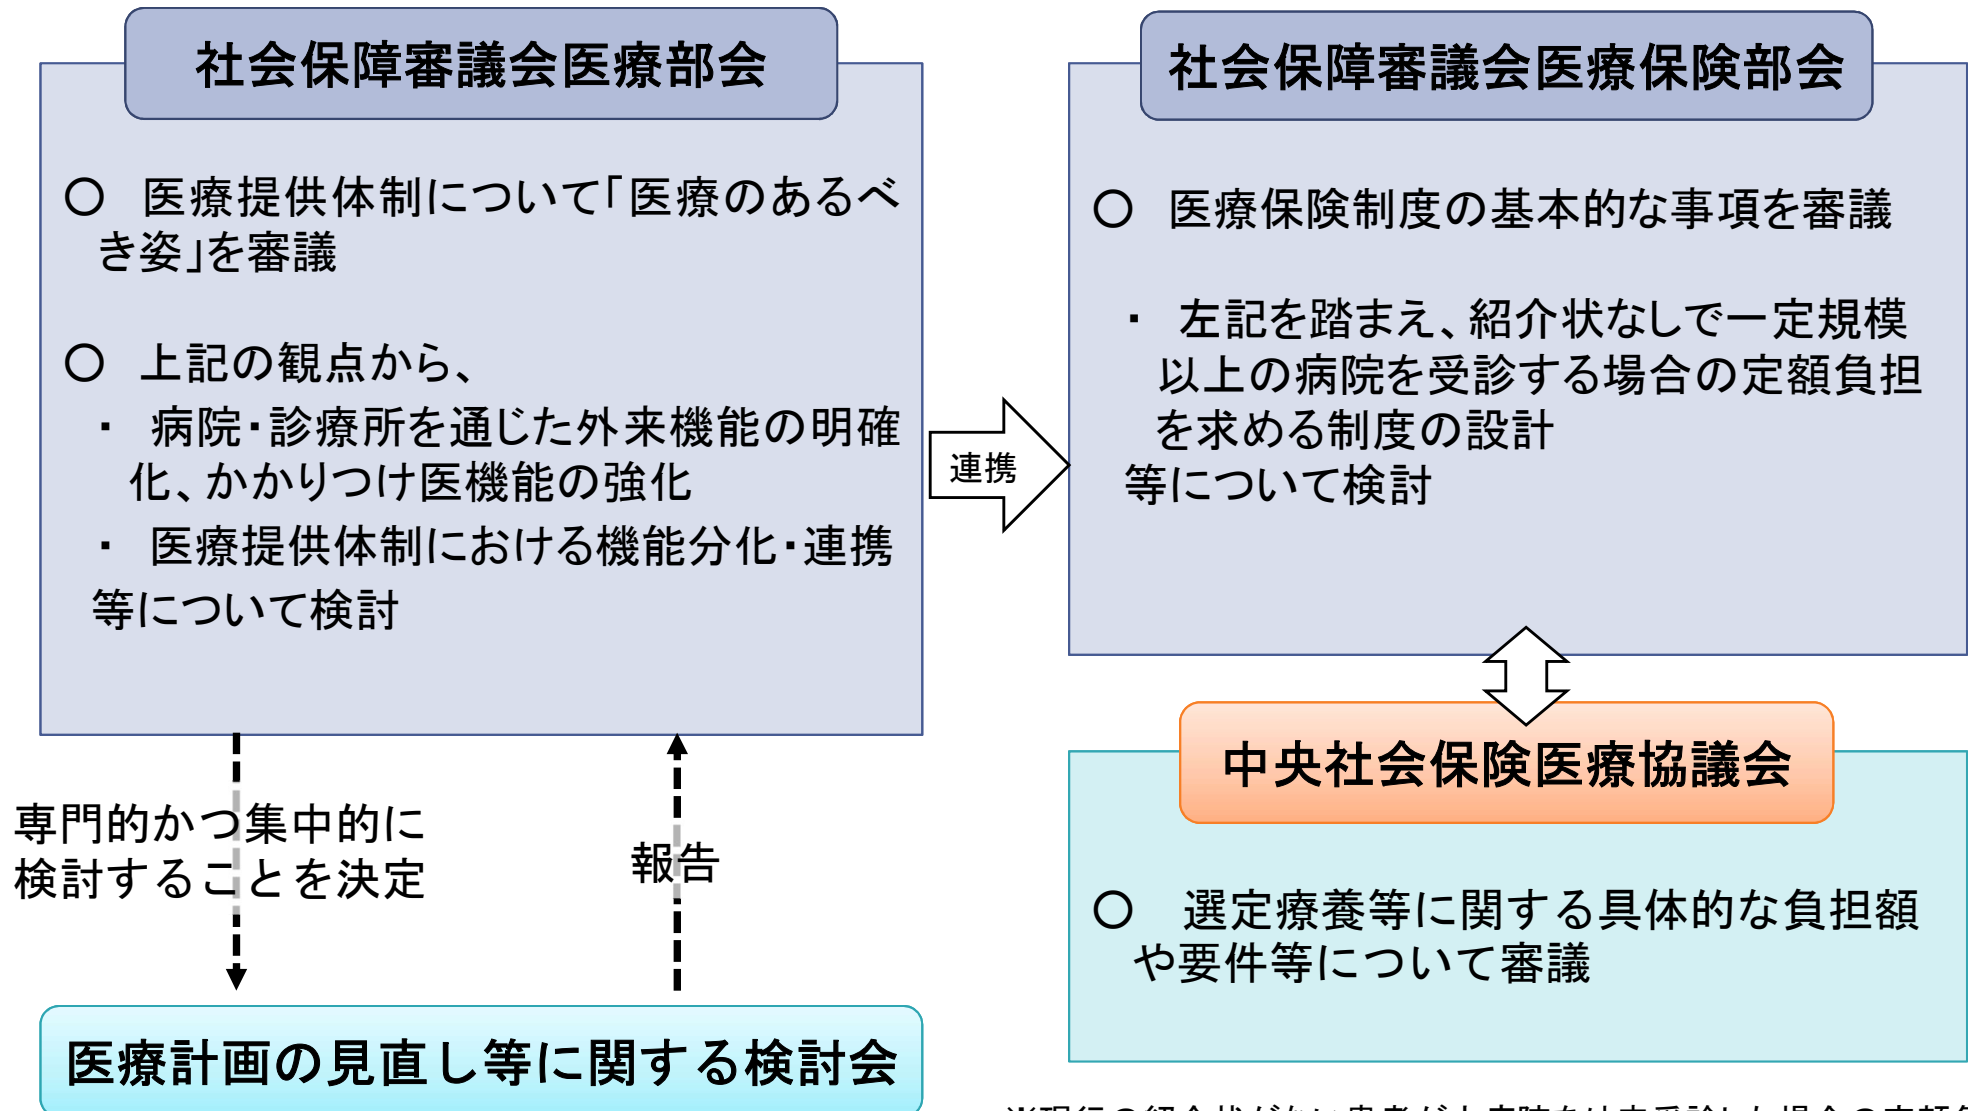 社会保障審議会医療部会
○ 医療提供体制について「医療のあるべ
き姿」を審議
○ 上記の観点から、
・ 病院・診療所を通じた外来機能の明確
化、かかりつけ医機能の強化
・ 医療提供体制における機能分化・連携
等について検討
連携
社会保障審議会医療保険部会
○ 医療保険制度の基本的な事項を審議
・ 左記を踏まえ、紹介状なしで一定規模
以上の病院を受診する場合の定額負担
を求める制度の設計
等について検討
専門的かつ集中的に
検討することを決定
報告
医療計画の見直し等に関する検討会
中央社会保険医療協議会
○ 選定療養等に関する具体的な負担額
や要件等について審議